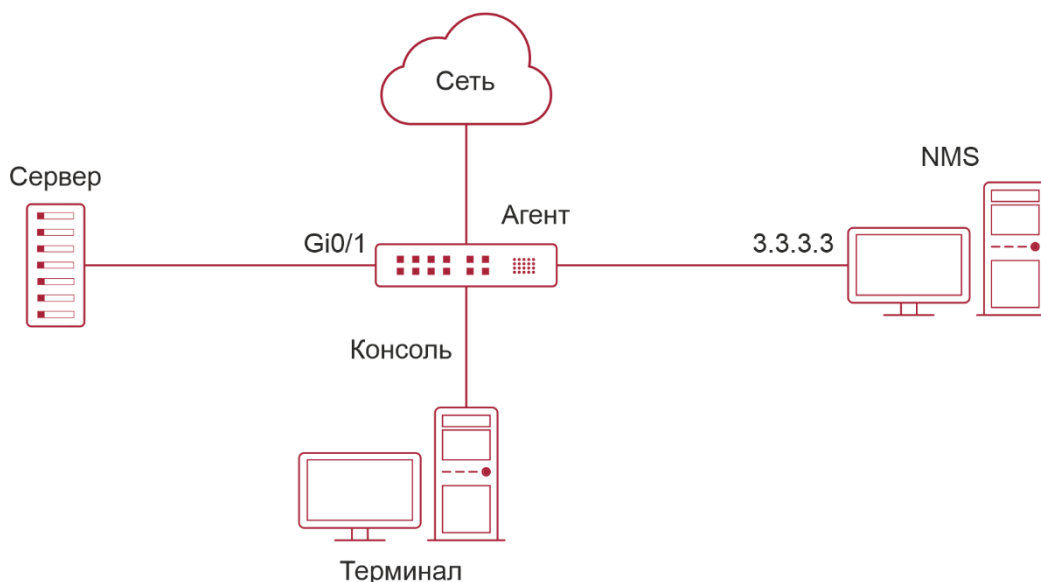 Сеть
NMS
Сервер
Агент
Gi0/1
3.3.3.3
Консоль
Терминал